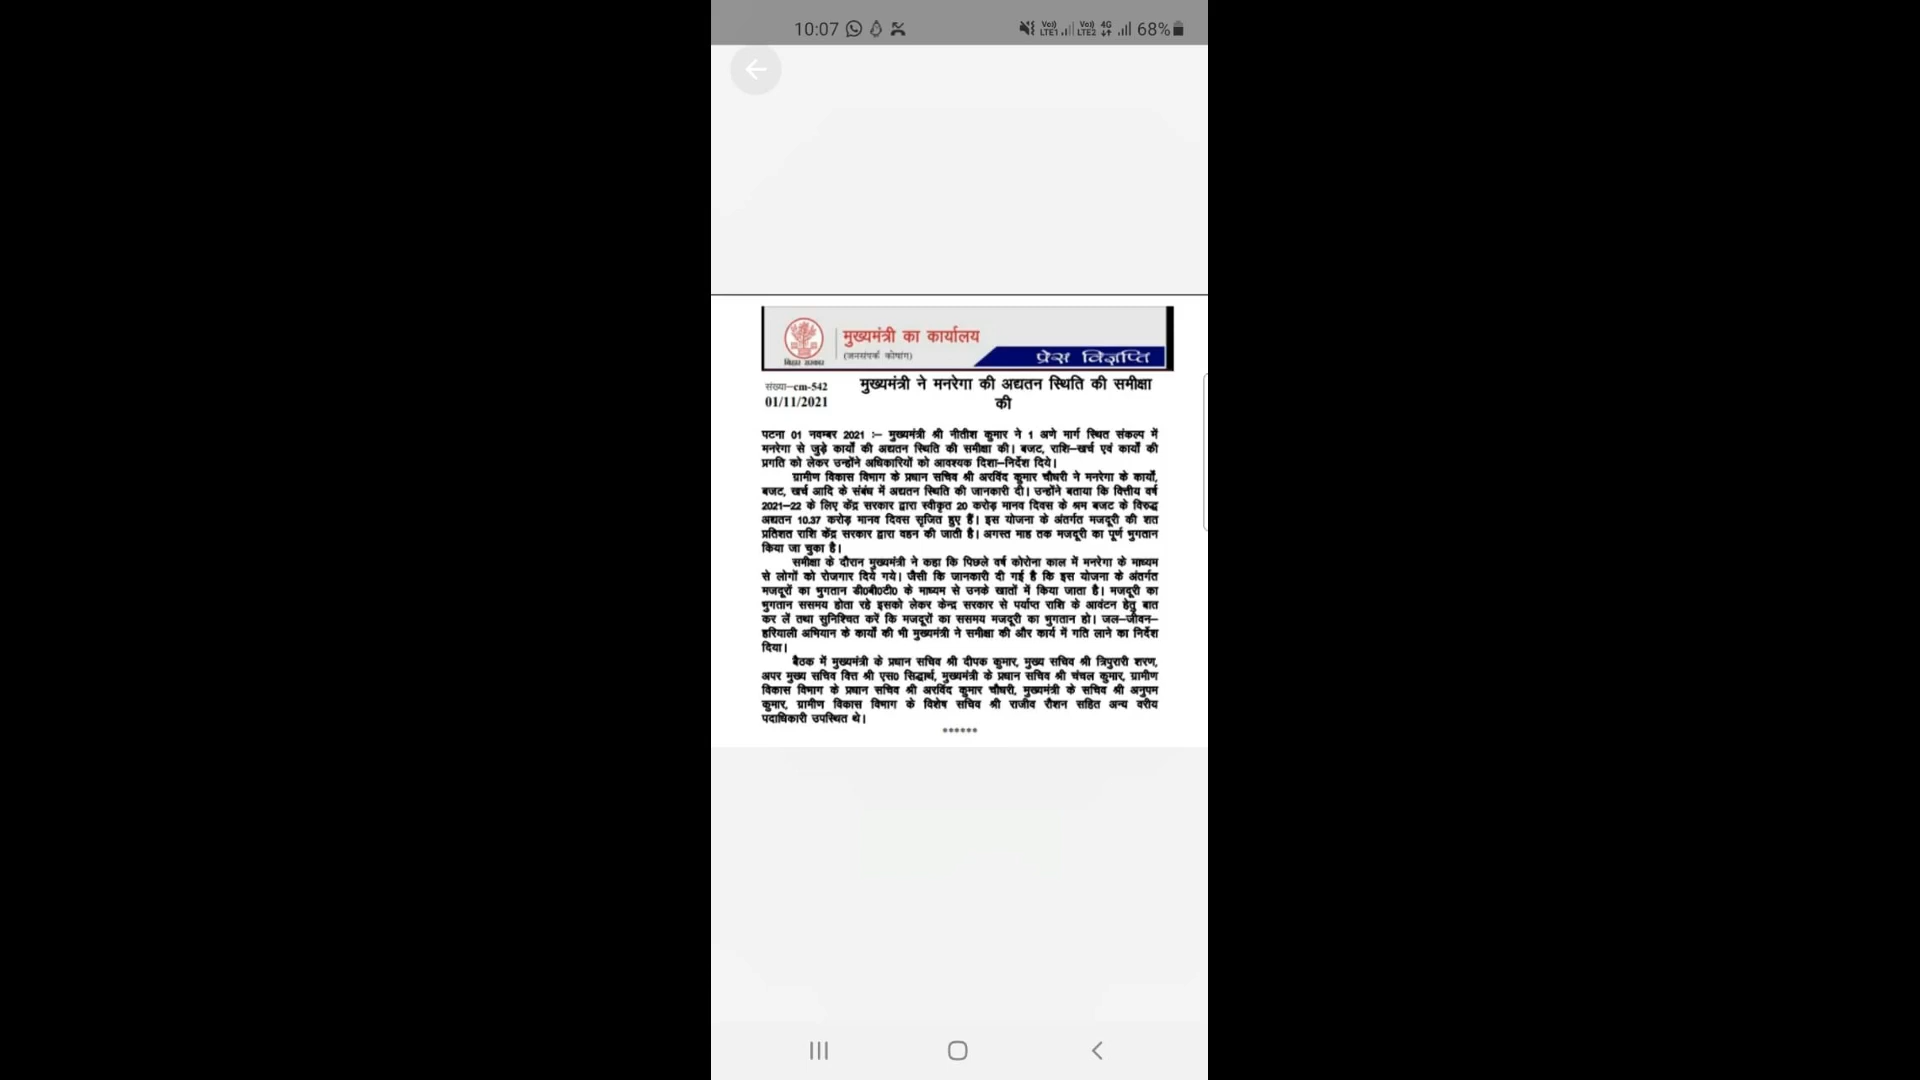 10:07
Vo)) LTE1 Vo)) LTE2 4G 68%
बिहार सरकार
मुख्यमंत्री का कार्यालय
(जनसंपर्क कोषांग)
प्रेस विज्ञप्ति
संख्या–cm-542
01/11/2021
मुख्यमंत्री ने मनरेगा की अद्यतन स्थिति की समीक्षा
की
पटना 01 नवम्बर 2021 :– मुख्यमंत्री श्री नीतीश कुमार ने 1 अणे मार्ग स्थित संकल्प में
मनरेगा से जुड़े कार्यों की अद्यतन स्थिति की समीक्षा की। बजट, राशि–खर्च एवं कार्यों की
प्रगति को लेकर उन्होंने अधिकारियों को आवश्यक दिशा–निर्देश दिये।
ग्रामीण विकास विभाग के प्रधान सचिव श्री अरविंद कुमार चौधरी ने मनरेगा के कार्यों,
बजट, खर्च आदि के संबंध में अद्यतन स्थिति की जानकारी दी। उन्होंने बताया कि वित्तीय वर्ष
2021–22 के लिए केंद्र सरकार द्वारा स्वीकृत 20 करोड़ मानव दिवस के श्रम बजट के विरुद्ध
अद्यतन 10.37 करोड़ मानव दिवस सृजित हुए हैं। इस योजना के अंतर्गत मजदूरी की शत
प्रतिशत राशि केंद्र सरकार द्वारा वहन की जाती है। अगस्त माह तक मजदूरी का पूर्ण भुगतान
किया जा चुका है।
समीक्षा के दौरान मुख्यमंत्री ने कहा कि पिछले वर्ष कोरोना काल में मनरेगा के माध्यम
से लोगों को रोजगार दिये गये। जैसी कि जानकारी दी गई है कि इस योजना के अंतर्गत
मजदूरों का भुगतान डी0बी0टी0 के माध्यम से उनके खातों में किया जाता है। मजदूरी का
भुगतान ससमय होता रहे इसको लेकर केन्द्र सरकार से पर्याप्त राशि के आवंटन हेतु बात
कर लें तथा सुनिश्चित करें कि मजदूरों का ससमय मजदूरी का भुगतान हो। जल–जीवन–
हरियाली अभियान के कार्यों की भी मुख्यमंत्री ने समीक्षा की और कार्य में गति लाने का निर्देश
दिया।
बैठक में मुख्यमंत्री के प्रधान सचिव श्री दीपक कुमार, मुख्य सचिव श्री त्रिपुरारी शरण,
अपर मुख्य सचिव वित्त श्री एस0 सिद्धार्थ, मुख्यमंत्री के प्रधान सचिव श्री चंचल कुमार, ग्रामीण
विकास विभाग के प्रधान सचिव श्री अरविंद कुमार चौधरी, मुख्यमंत्री के सचिव श्री अनुपम
कुमार, ग्रामीण विकास विभाग के विशेष सचिव श्री राजीव रौशन सहित अन्य वरीय
पदाधिकारी उपस्थित थे।
******